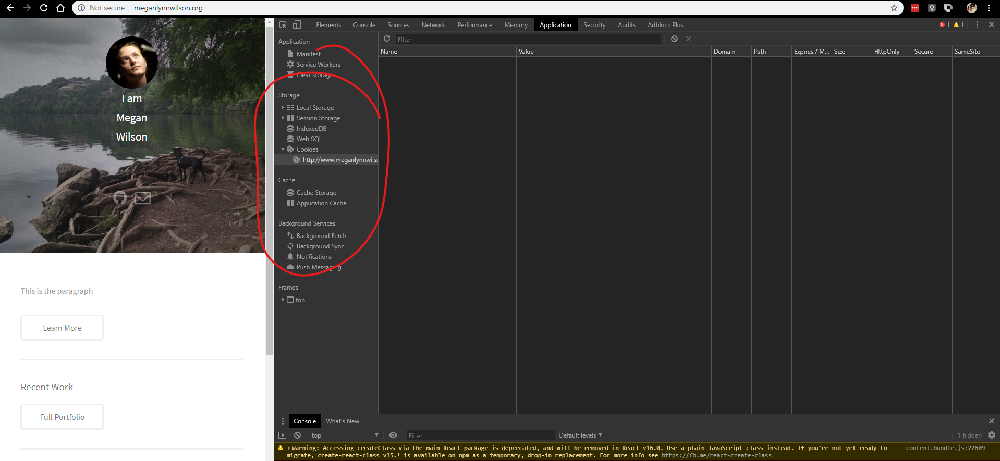 Not secure
meganlynnwilson.org
I am
Megan
Wilson
This is the paragraph
Learn More
Recent Work
Full Portfolio
Elements Console Sources Network Performance Memory Application Security Audits Adblock Plus 1 1
Application
Manifest
Service Workers
Clear storage
Storage
Local Storage
Session Storage
IndexedDB
Web SQL
Cookies
http://www.meganlynnwilso
Cache
Cache Storage
Application Cache
Background Services
Background Fetch
Background Sync
Notifications
Push Messaging
Frames
top
Filter
Name Value Domain Path Expires / M... Size HttpOnly Secure SameSite
Console What's New
top Filter Default levels 1 hidden
Warning: Accessing createClass via the main React package is deprecated, and will be removed in React v16.0. Use a plain JavaScript class instead. If you're not yet ready to content.bundle.js:22609
migrate, create-react-class v15.* is available on npm as a temporary, drop-in replacement. For more info see https://fb.me/react-create-class